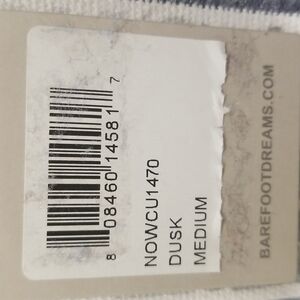 8 08460 14581 7
NOWCU1470
DUSK
MEDIUM
BAREFOOTDREAMS.COM